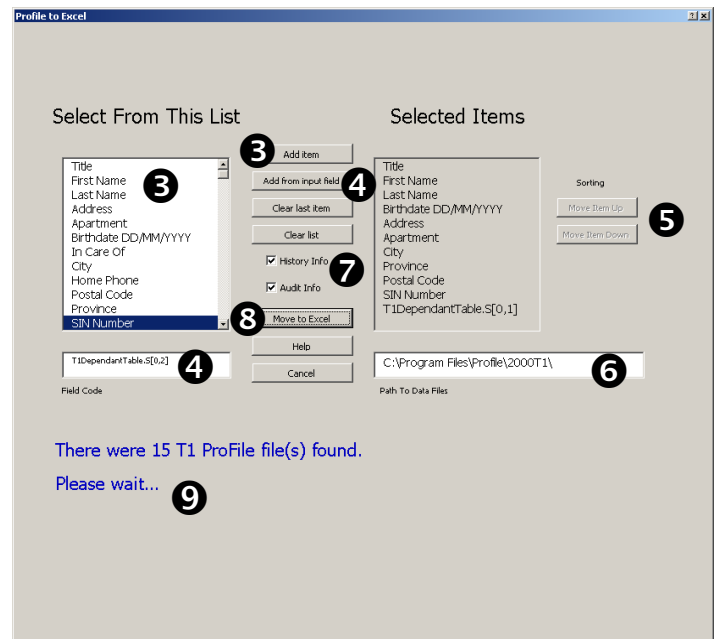 Profile to Excel
Select From This List
Selected Items
3
Add item
Title
First Name
Last Name
Address
Apartment
Birthdate DD/MM/YYYY
In Care Of
City
Home Phone
Postal Code
Province
SIN Number
3
Add from input field
4
Clear last item
Clear list
History Info
7
Audit Info
8
Move to Excel
Help
Cancel
Title
First Name
Last Name
Birthdate DD/MM/YYYY
Address
Apartment
City
Province
Postal Code
SIN Number
T1DependantTable.S[0,1]
Sorting
Move Item Up
Move Item Down
5
T1DependantTable.S[0,2]
4
Field Code
C:\Program Files\Profile\2000T1\
6
Path To Data Files
There were 15 T1 ProFile file(s) found.
Please wait...
9